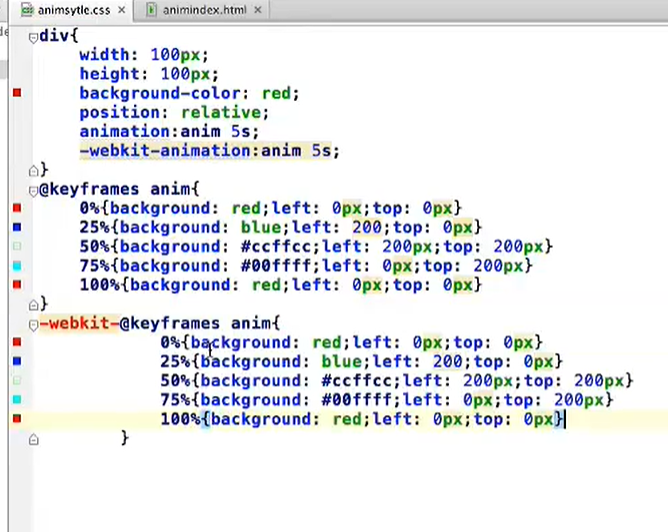 animsytle.css × animindex.html ×
div{
width: 100px;
height: 100px;
background-color: red;
position: relative;
animation:anim 5s;
-webkit-animation:anim 5s;
}
@keyframes anim{
0%{background: red;left: 0px;top: 0px}
25%{background: blue;left: 200;top: 0px}
50%{background: #ccffcc;left: 200px;top: 200px}
75%{background: #00ffff;left: 0px;top: 200px}
100%{background: red;left: 0px;top: 0px}
}
-webkit-@keyframes anim{
0%{background: red;left: 0px;top: 0px}
25%{background: blue;left: 200;top: 0px}
50%{background: #ccffcc;left: 200px;top: 200px}
75%{background: #00ffff;left: 0px;top: 200px}
100%{background: red;left: 0px;top: 0px}
}